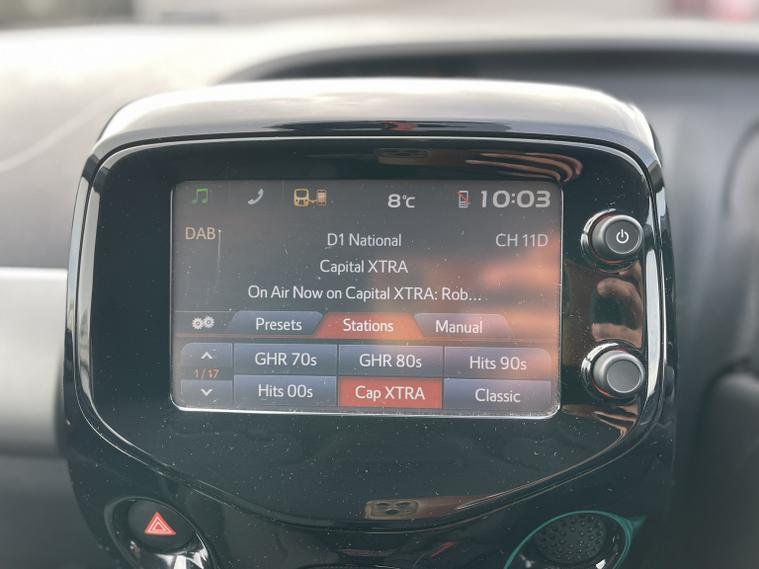 8°C 10:03
DAB D1 National CH 11D
Capital XTRA
On Air Now on Capital XTRA: Rob...
Presets Stations Manual
GHR 70s GHR 80s Hits 90s
1/17
Hits 00s Cap XTRA Classic